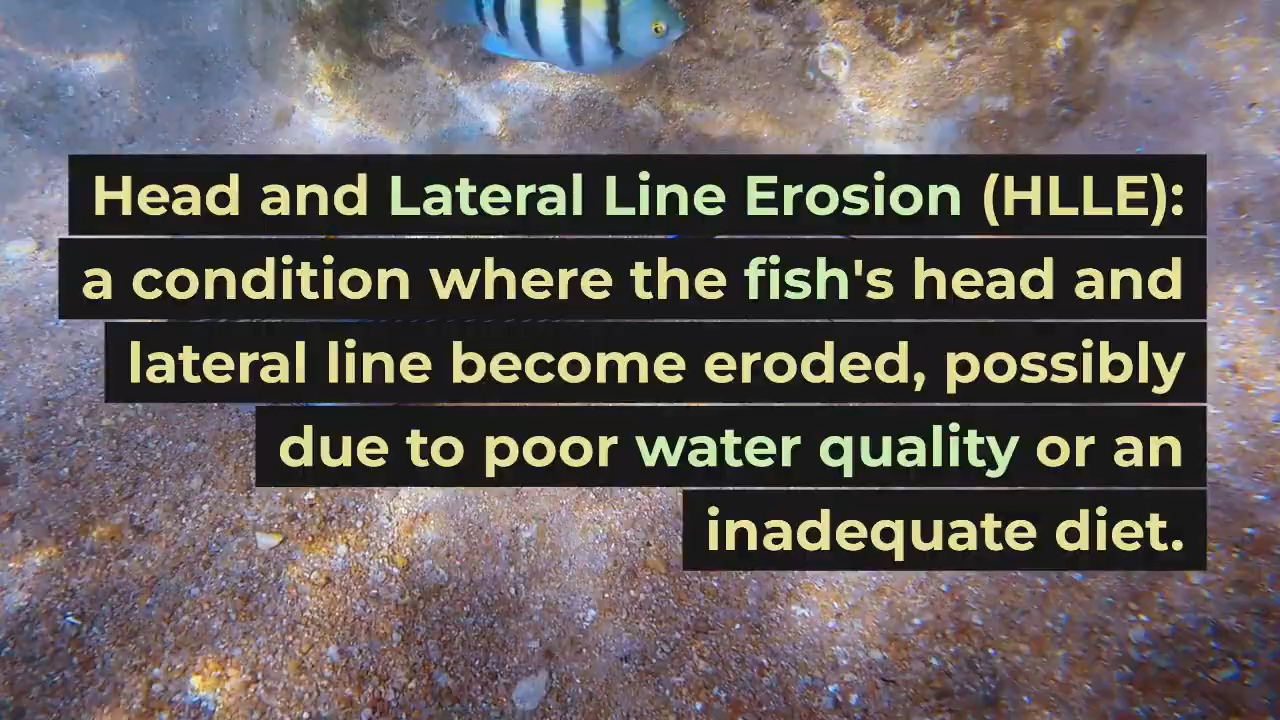 Head and Lateral Line Erosion (HLLE):
a condition where the fish's head and
lateral line become eroded, possibly
due to poor water quality or an
inadequate diet.